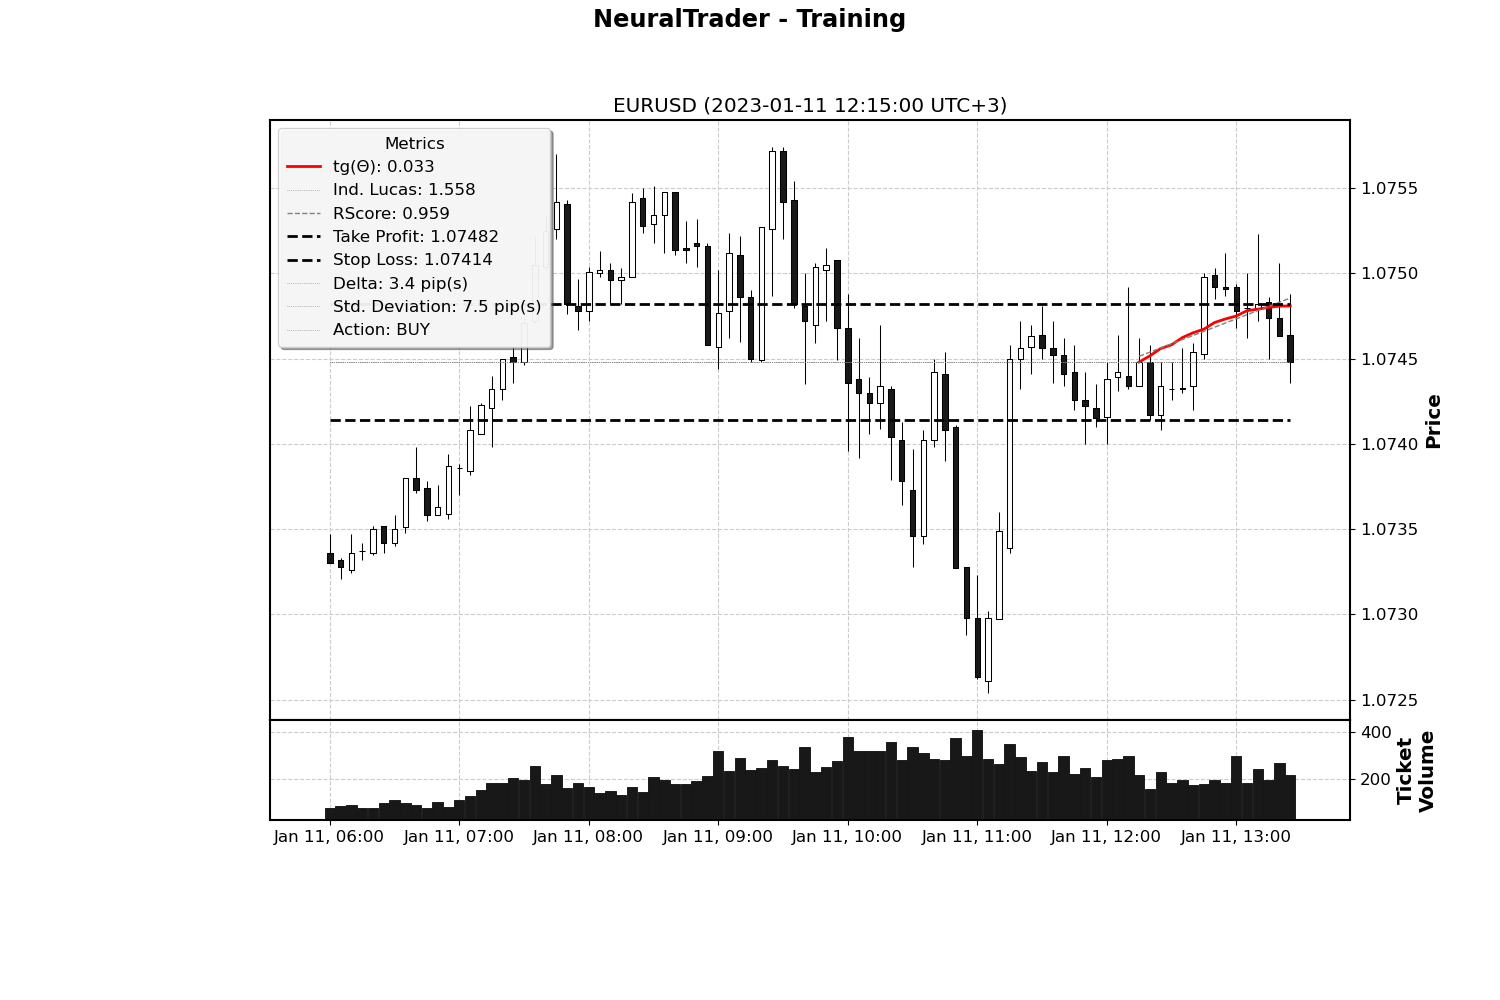 NeuralTrader - Training
EURUSD (2023-01-11 12:15:00 UTC+3)
Metrics
tg(Θ): 0.033
Ind. Lucas: 1.558
RScore: 0.959
Take Profit: 1.07482
Stop Loss: 1.07414
Delta: 3.4 pip(s)
Std. Deviation: 7.5 pip(s)
Action: BUY
1.0755
1.0750
1.0745
1.0740
1.0735
1.0730
1.0725
Price
400
200
Ticket
Volume
Jan 11, 06:00
Jan 11, 07:00
Jan 11, 08:00
Jan 11, 09:00
Jan 11, 10:00
Jan 11, 11:00
Jan 11, 12:00
Jan 11, 13:00